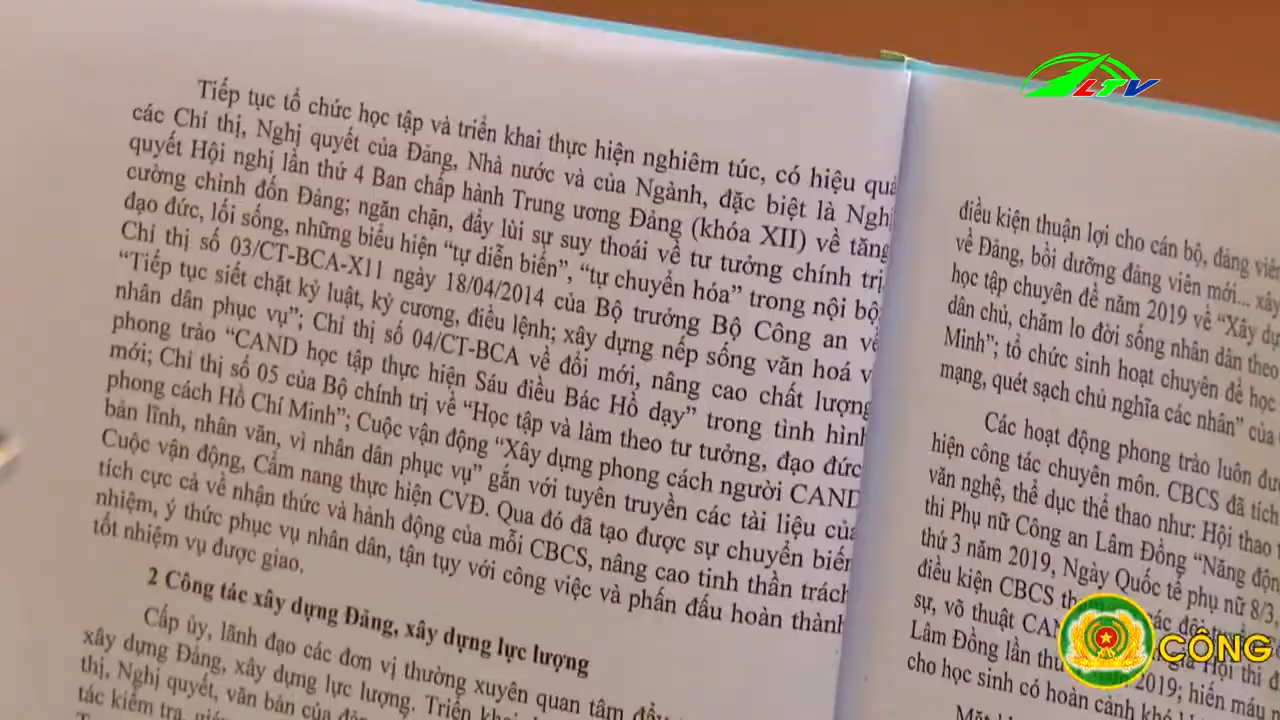 Tiếp tục tổ chức học tập và triển khai thực hiện nghiêm túc, có hiệu quả
các Chỉ thị, Nghị quyết của Đảng, Nhà nước và của Ngành, đặc biệt là Nghị
quyết Hội nghị lần thứ 4 Ban chấp hành Trung ương Đảng (khóa XII) về tăng
cường chỉnh đốn Đảng; ngăn chặn, đẩy lùi sự suy thoái về tư tưởng chính trị,
đạo đức, lối sống, những biểu hiện “tự diễn biến”, “tự chuyển hóa” trong nội bộ;
Chỉ thị số 03/CT-BCA-X11 ngày 18/04/2014 của Bộ trưởng Bộ Công an về
“Tiếp tục siết chặt kỷ luật, kỷ cương, điều lệnh; xây dựng nếp sống văn hoá vì
nhân dân phục vụ”; Chỉ thị số 04/CT-BCA về đổi mới, nâng cao chất lượng
phong trào “CAND học tập thực hiện Sáu điều Bác Hồ dạy” trong tình hình
mới; Chỉ thị số 05 của Bộ chính trị về “Học tập và làm theo tư tưởng, đạo đức,
phong cách Hồ Chí Minh”; Cuộc vận động “Xây dựng phong cách người CAND
bản lĩnh, nhân văn, vì nhân dân phục vụ” gắn với tuyên truyền các tài liệu của
Cuộc vận động, Cẩm nang thực hiện CVĐ. Qua đó đã tạo được sự chuyển biến
tích cực cả về nhận thức và hành động của mỗi CBCS, nâng cao tinh thần trách
nhiệm, ý thức phục vụ nhân dân, tận tụy với công việc và phấn đấu hoàn thành
tốt nhiệm vụ được giao.
2 Công tác xây dựng Đảng, xây dựng lực lượng
Cấp ủy, lãnh đạo các đơn vị thường xuyên quan tâm đầu
xây dựng Đảng, xây dựng lực lượng. Triển khai
thị, Nghị quyết, văn bản của
tác kiểm tra,
điều kiện thuận lợi cho cán bộ, đảng viên
về Đảng, bồi dưỡng đảng viên mới... xây
học tập chuyên đề năm 2019 về “Xây dự
dân chủ, chăm lo đời sống nhân dân theo
Minh”; tổ chức sinh hoạt chuyên đề học
mạng, quét sạch chủ nghĩa các nhân” của
Các hoạt động phong trào luôn đượ
hiện công tác chuyên môn. CBCS đã tích
văn nghệ, thể dục thể thao như: Hội thao
thi Phụ nữ Công an Lâm Đồng “Năng độn
thứ 3 năm 2019, Ngày Quốc tế phụ nữ 8/3,
điều kiện CBCS tha các độ
sự, võ thuật CAN gia Hội thi
Lâm Đồng lần thứ 2019; hiến máu
cho học sinh có hoàn cảnh khó
LTV
CÔNG